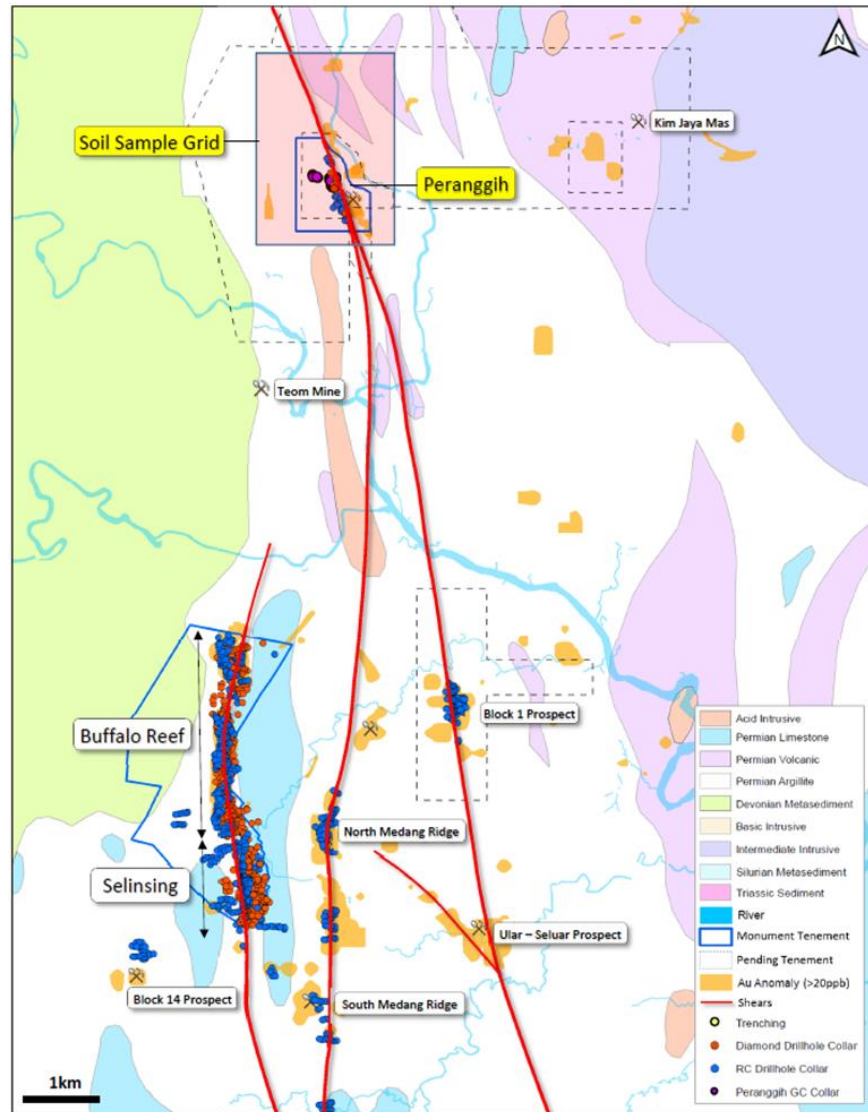 N
Kim Jaya Mas
Soil Sample Grid
Peranggih
Teom Mine
Buffalo Reef
Block 1 Prospect
North Medang Ridge
Selinsing
Ular – Seluar Prospect
Block 14 Prospect
South Medang Ridge
1km
Acid Intrusive
Permian Limestone
Permian Volcanic
Permian Argillite
Devonian Metasediment
Basic Intrusive
Intermediate Intrusive
Silurian Metasediment
Triassic Sediment
River
Monument Tenement
Pending Tenement
Au Anomaly (>20ppb)
Shears
Trenching
Diamond Drillhole Collar
RC Drillhole Collar
Peranggih GC Collar